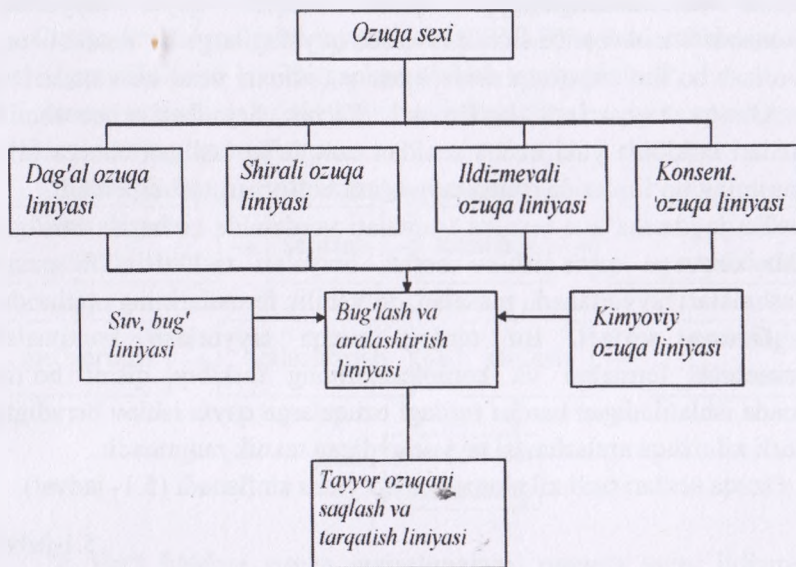 Ozuqa sexi
Dag'al ozuqa
liniyasi
Shirali ozuqa
liniyasi
Ildizmevali
ozuqa liniyasi
Konsent.
ozuqa liniyasi
Suv, bug'
liniyasi
Bug'lash va
aralashtirish
liniyasi
Kimyoviy
ozuqa liniyasi
Tayyor ozuqani
saqlash va
tarqatish liniyasi